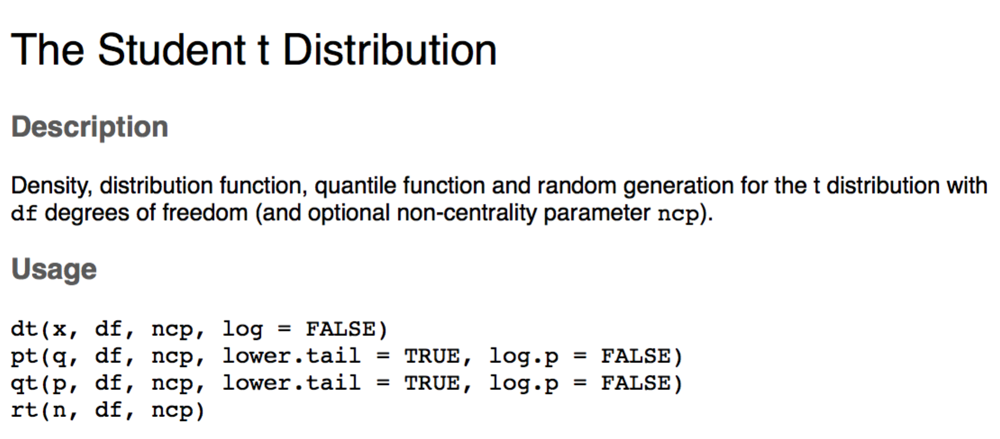 The Student t Distribution
Description
Density, distribution function, quantile function and random generation for the t distribution with
df degrees of freedom (and optional non-centrality parameter ncp).
Usage
dt(x, df, ncp, log = FALSE)
pt(q, df, ncp, lower.tail = TRUE, log.p = FALSE)
qt(p, df, ncp, lower.tail = TRUE, log.p = FALSE)
rt(n, df, ncp)